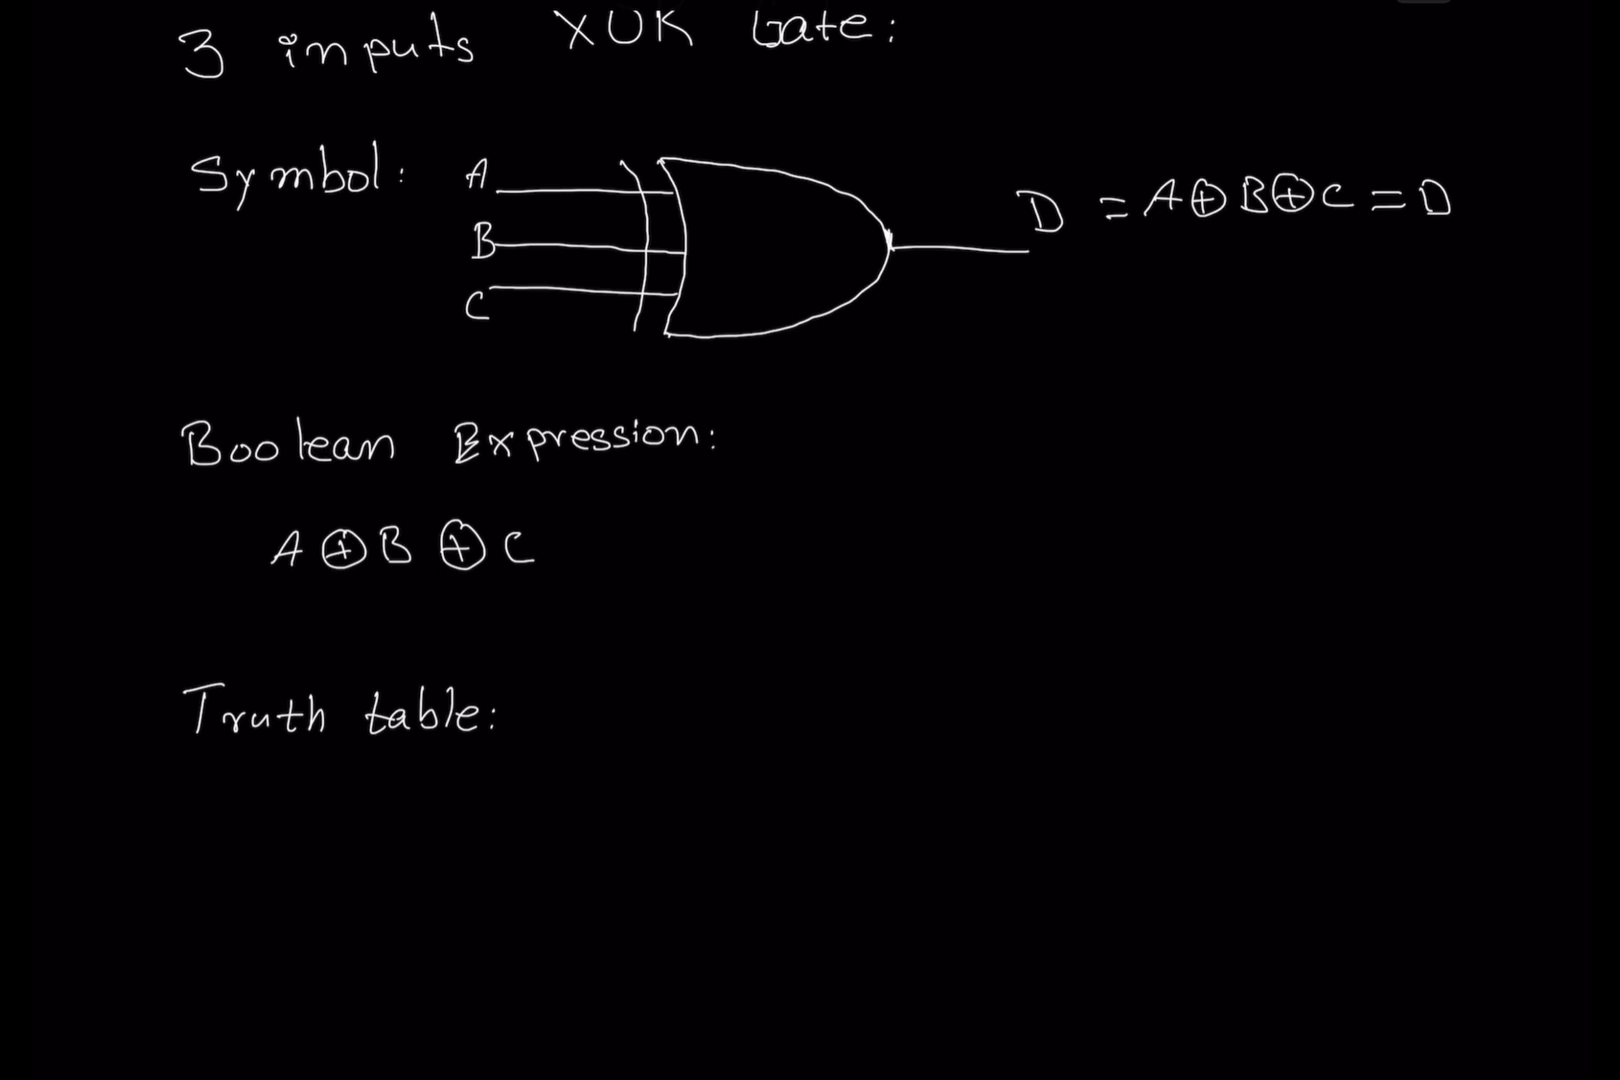 3 inputs XOR Gate:
Symbol: A
B
C
D = A⊕B⊕C = D
Boolean Expression:
A ⊕ B ⊕ C
Truth table: